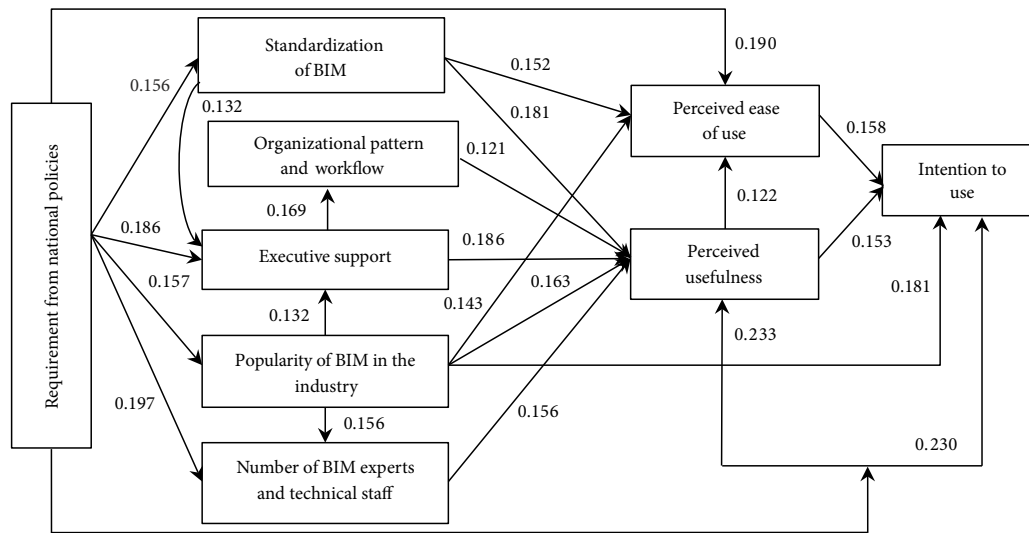 Requirement from national policies
Standardization
of BIM
0.190
0.156
0.132
0.152
0.181
Perceived ease
of use
Organizational pattern
and workflow
0.121
0.158
Intention to
use
0.169
0.122
0.186
Executive support
0.186
Perceived
usefulness
0.153
0.157
0.163
0.181
0.132
0.143
0.233
Popularity of BIM in the
industry
0.197
0.156
0.156
0.230
Number of BIM experts
and technical staff